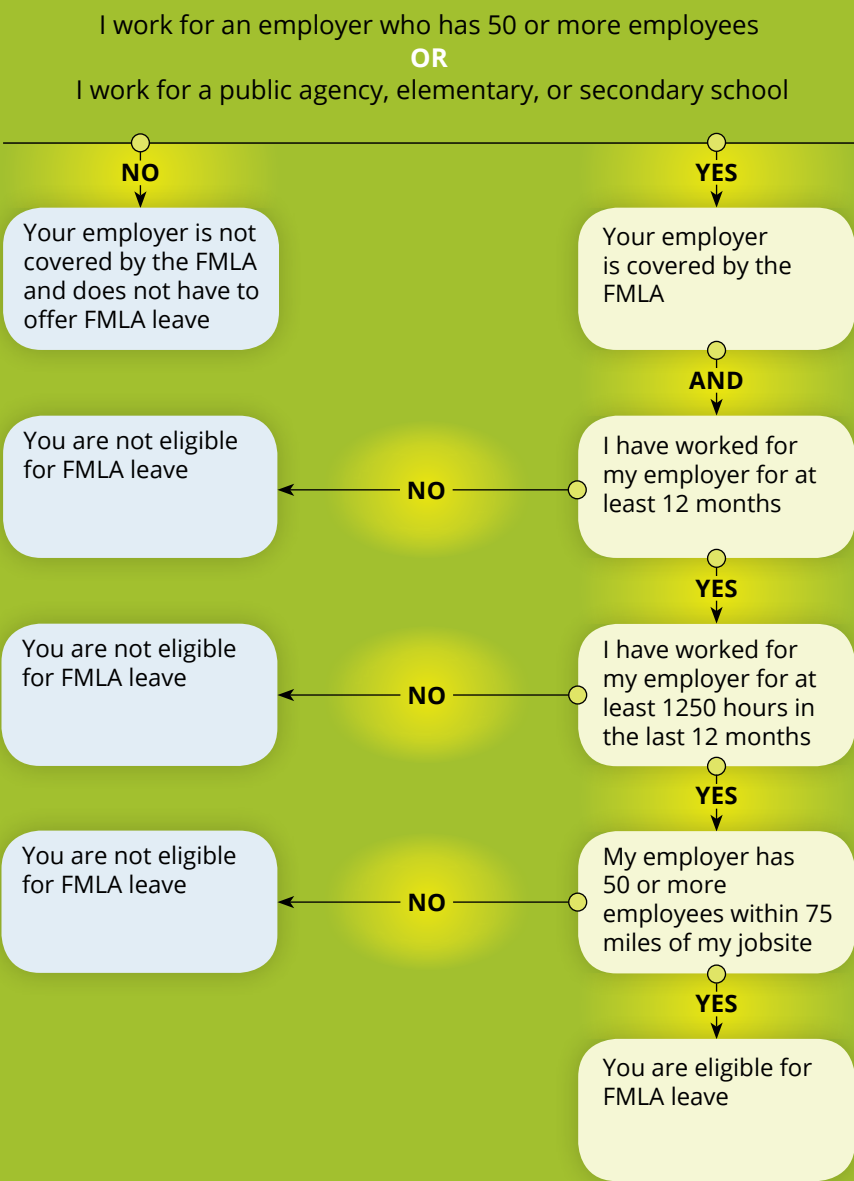 I work for an employer who has 50 or more employees
OR
I work for a public agency, elementary, or secondary school
NO
YES
Your employer is not
covered by the FMLA
and does not have to
offer FMLA leave
Your employer
is covered by the
FMLA
AND
You are not eligible
for FMLA leave
NO
I have worked for
my employer for at
least 12 months
YES
You are not eligible
for FMLA leave
NO
I have worked for
my employer for at
least 1250 hours in
the last 12 months
YES
You are not eligible
for FMLA leave
NO
My employer has
50 or more
employees within 75
miles of my jobsite
YES
You are eligible for
FMLA leave